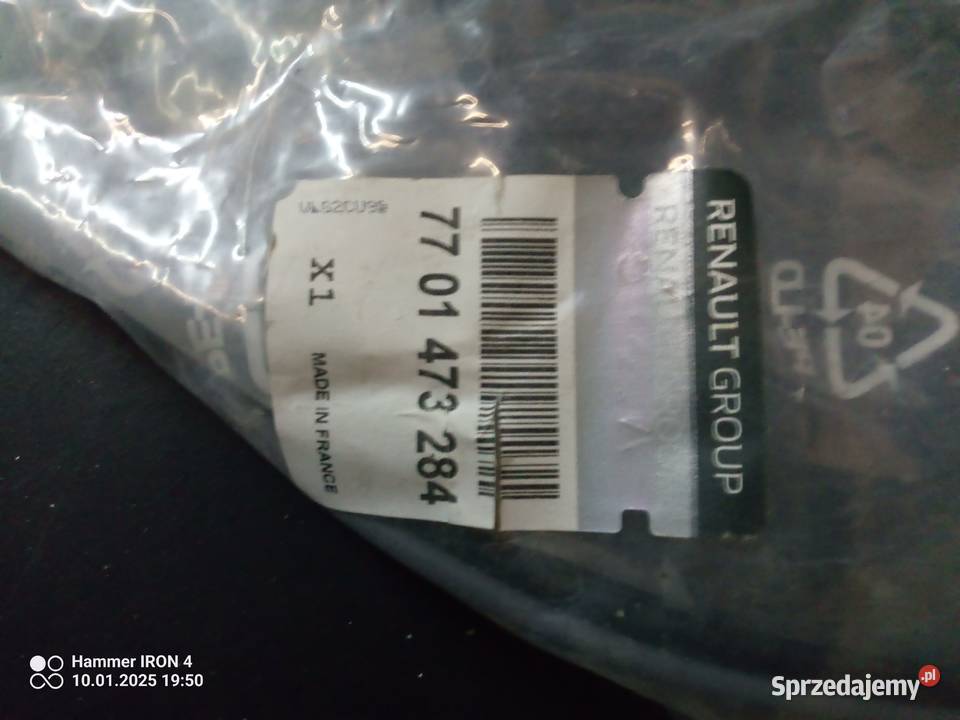 RENAULT GROUP
77 01 473 284
X1
MADE IN FRANCE
04
Hammer IRON 4
10.01.2025 19:50
Sprzedajemy.pl